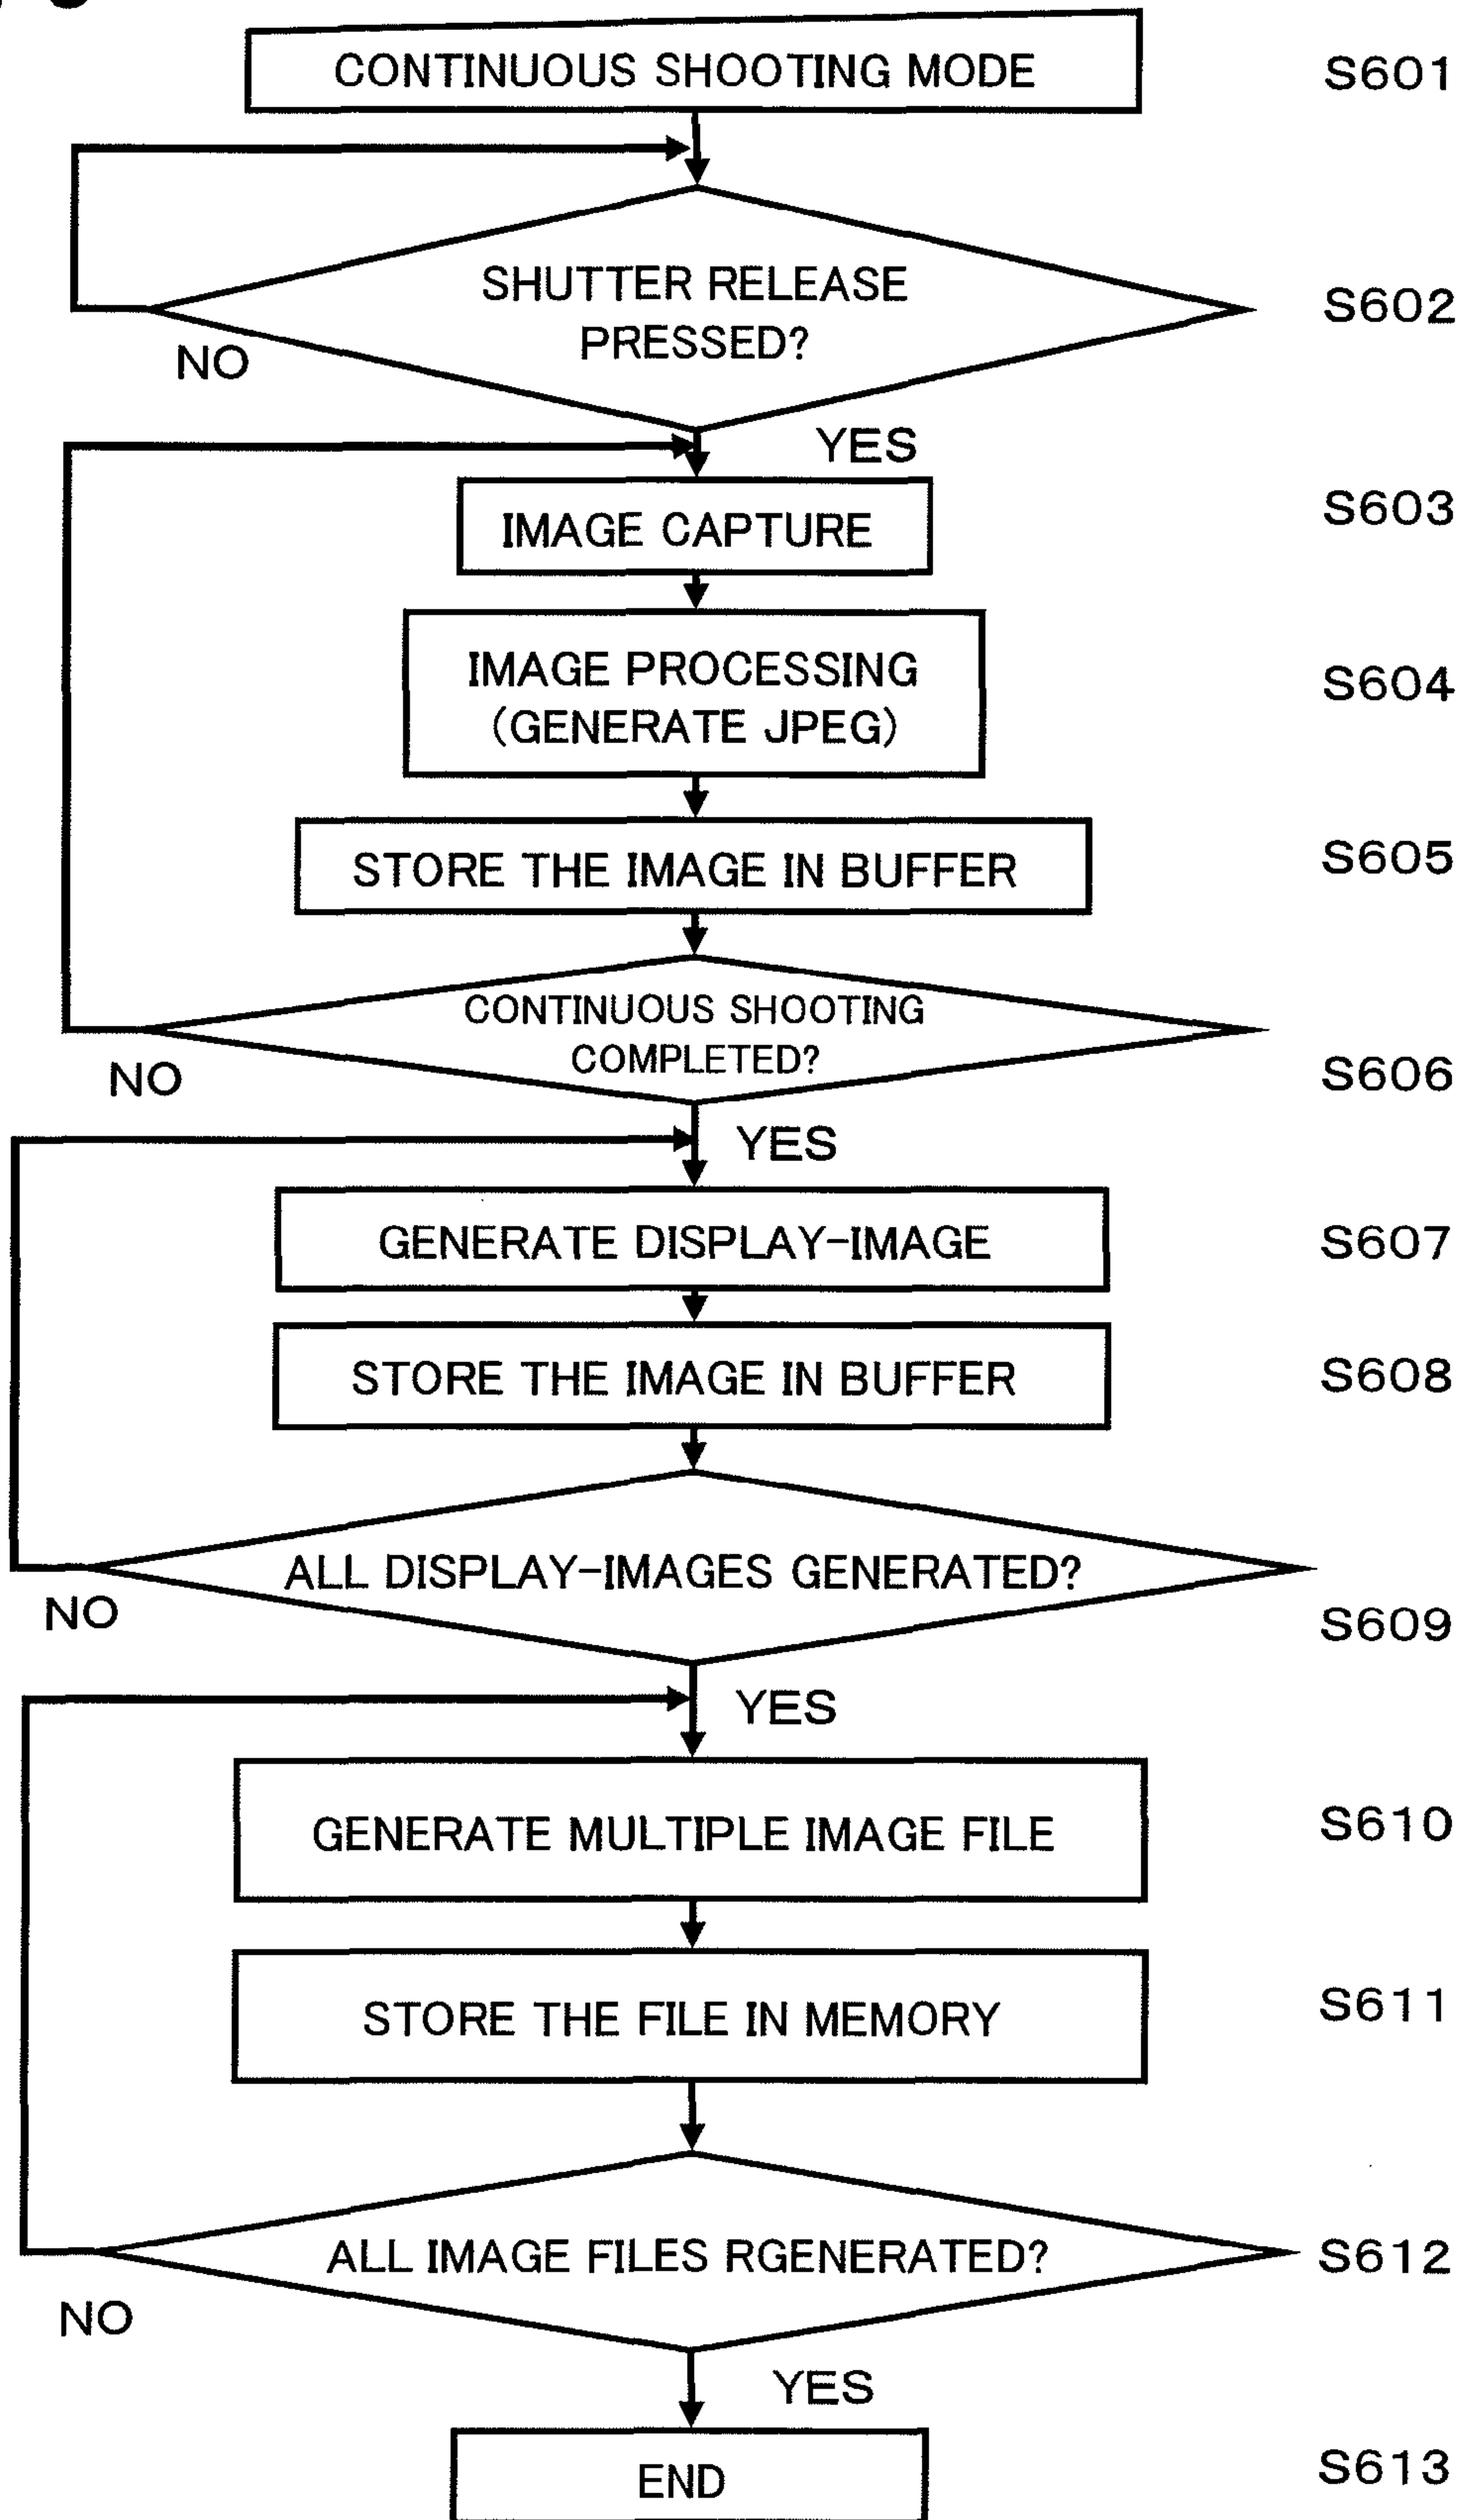 CONTINUOUS SHOOTING MODE
S601
SHUTTER RELEASE
PRESSED?
S602
NO
YES
IMAGE CAPTURE
S603
IMAGE PROCESSING
(GENERATE JPEG)
S604
STORE THE IMAGE IN BUFFER
S605
CONTINUOUS SHOOTING
COMPLETED?
S606
NO
YES
GENERATE DISPLAY-IMAGE
S607
STORE THE IMAGE IN BUFFER
S608
ALL DISPLAY-IMAGES GENERATED?
S609
NO
YES
GENERATE MULTIPLE IMAGE FILE
S610
STORE THE FILE IN MEMORY
S611
ALL IMAGE FILES RGENERATED?
S612
NO
YES
END
S613